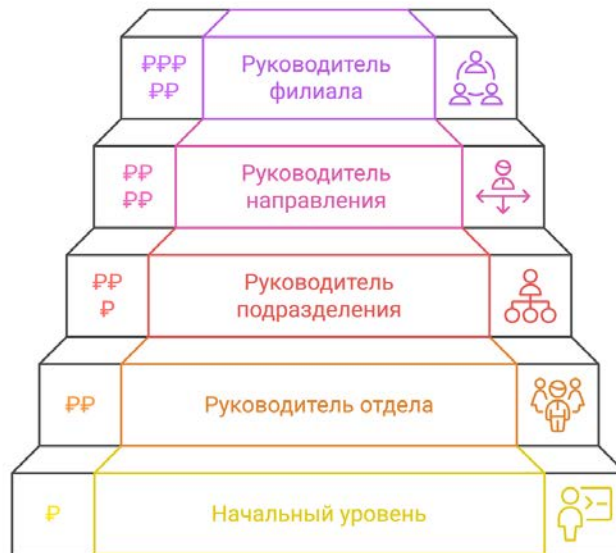 ₽₽₽
₽₽
Руководитель
филиала
₽₽
₽₽
Руководитель
направления
₽₽
₽
Руководитель
подразделения
₽₽
Руководитель отдела
₽
Начальный уровень